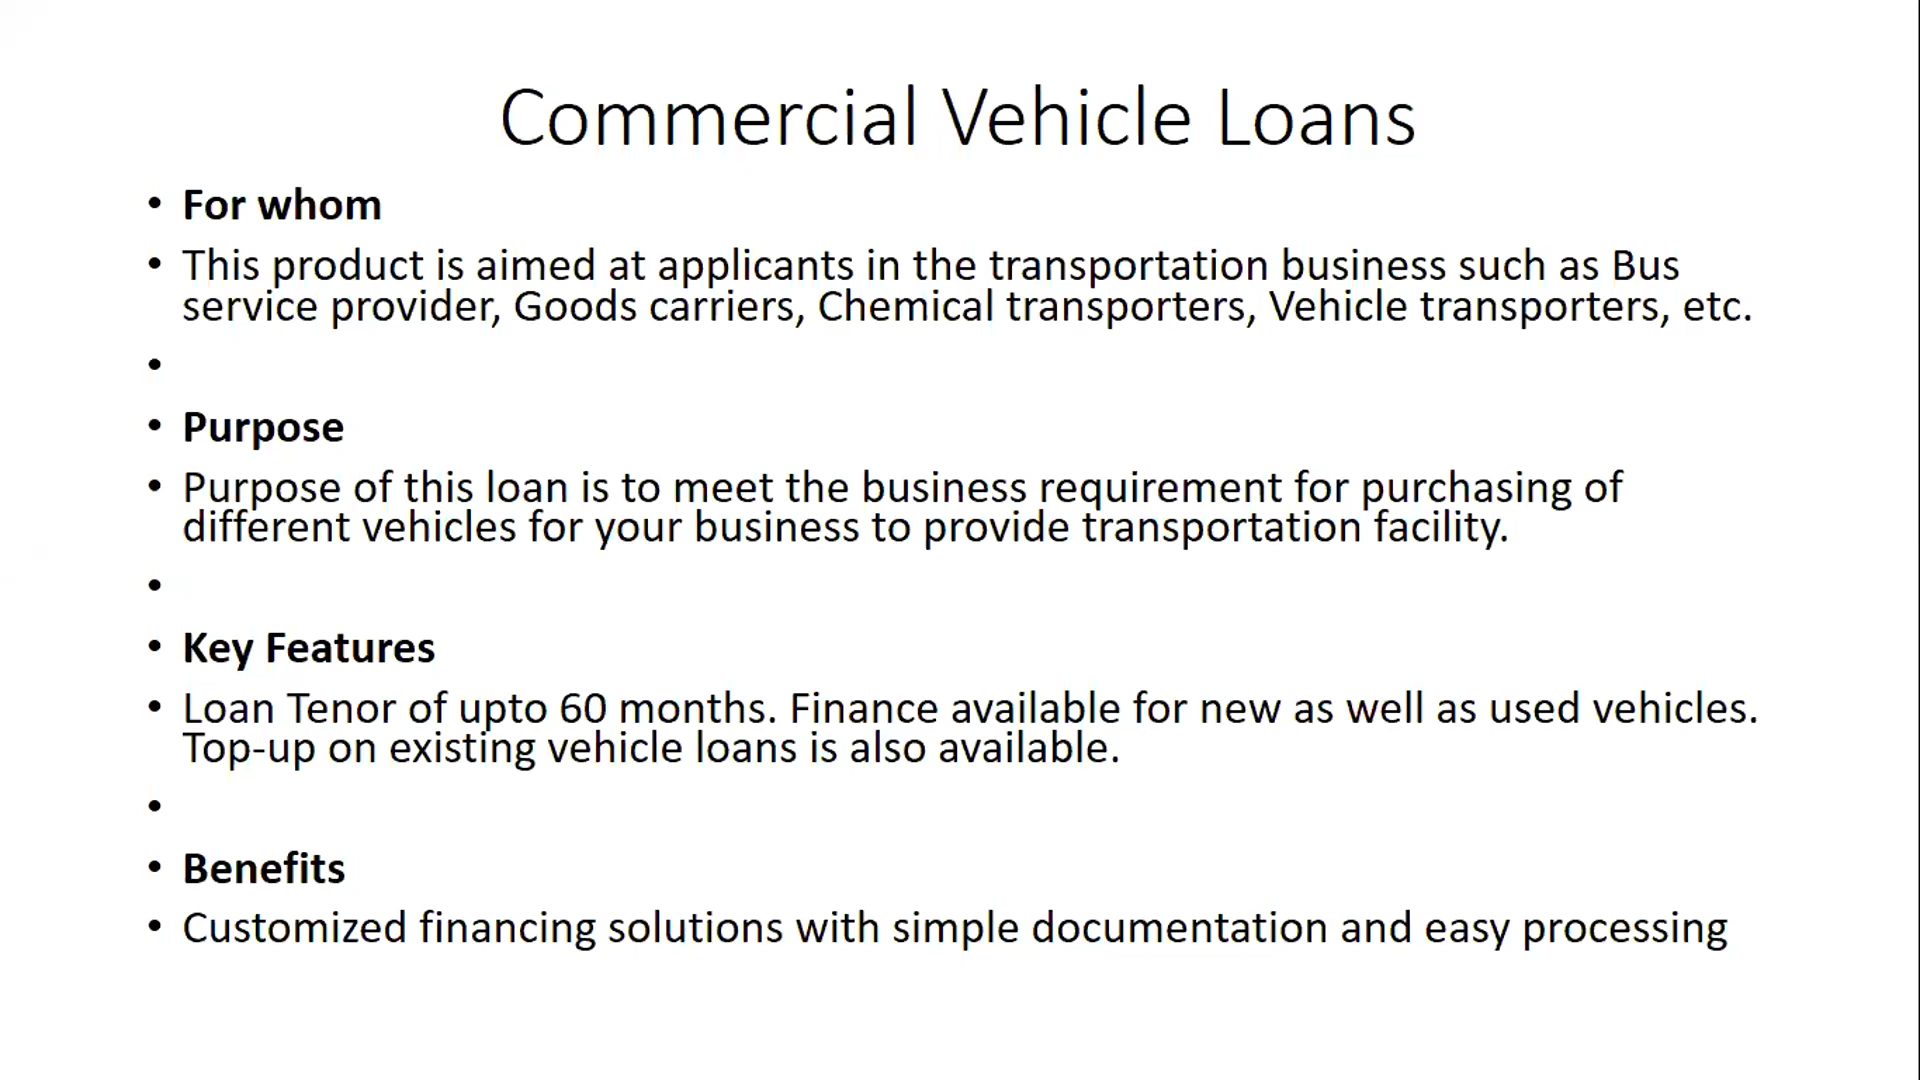 Commercial Vehicle Loans
• For whom
• This product is aimed at applicants in the transportation business such as Bus
service provider, Goods carriers, Chemical transporters, Vehicle transporters, etc.
•
• Purpose
• Purpose of this loan is to meet the business requirement for purchasing of
different vehicles for your business to provide transportation facility.
•
• Key Features
• Loan Tenor of upto 60 months. Finance available for new as well as used vehicles.
Top-up on existing vehicle loans is also available.
•
• Benefits
• Customized financing solutions with simple documentation and easy processing